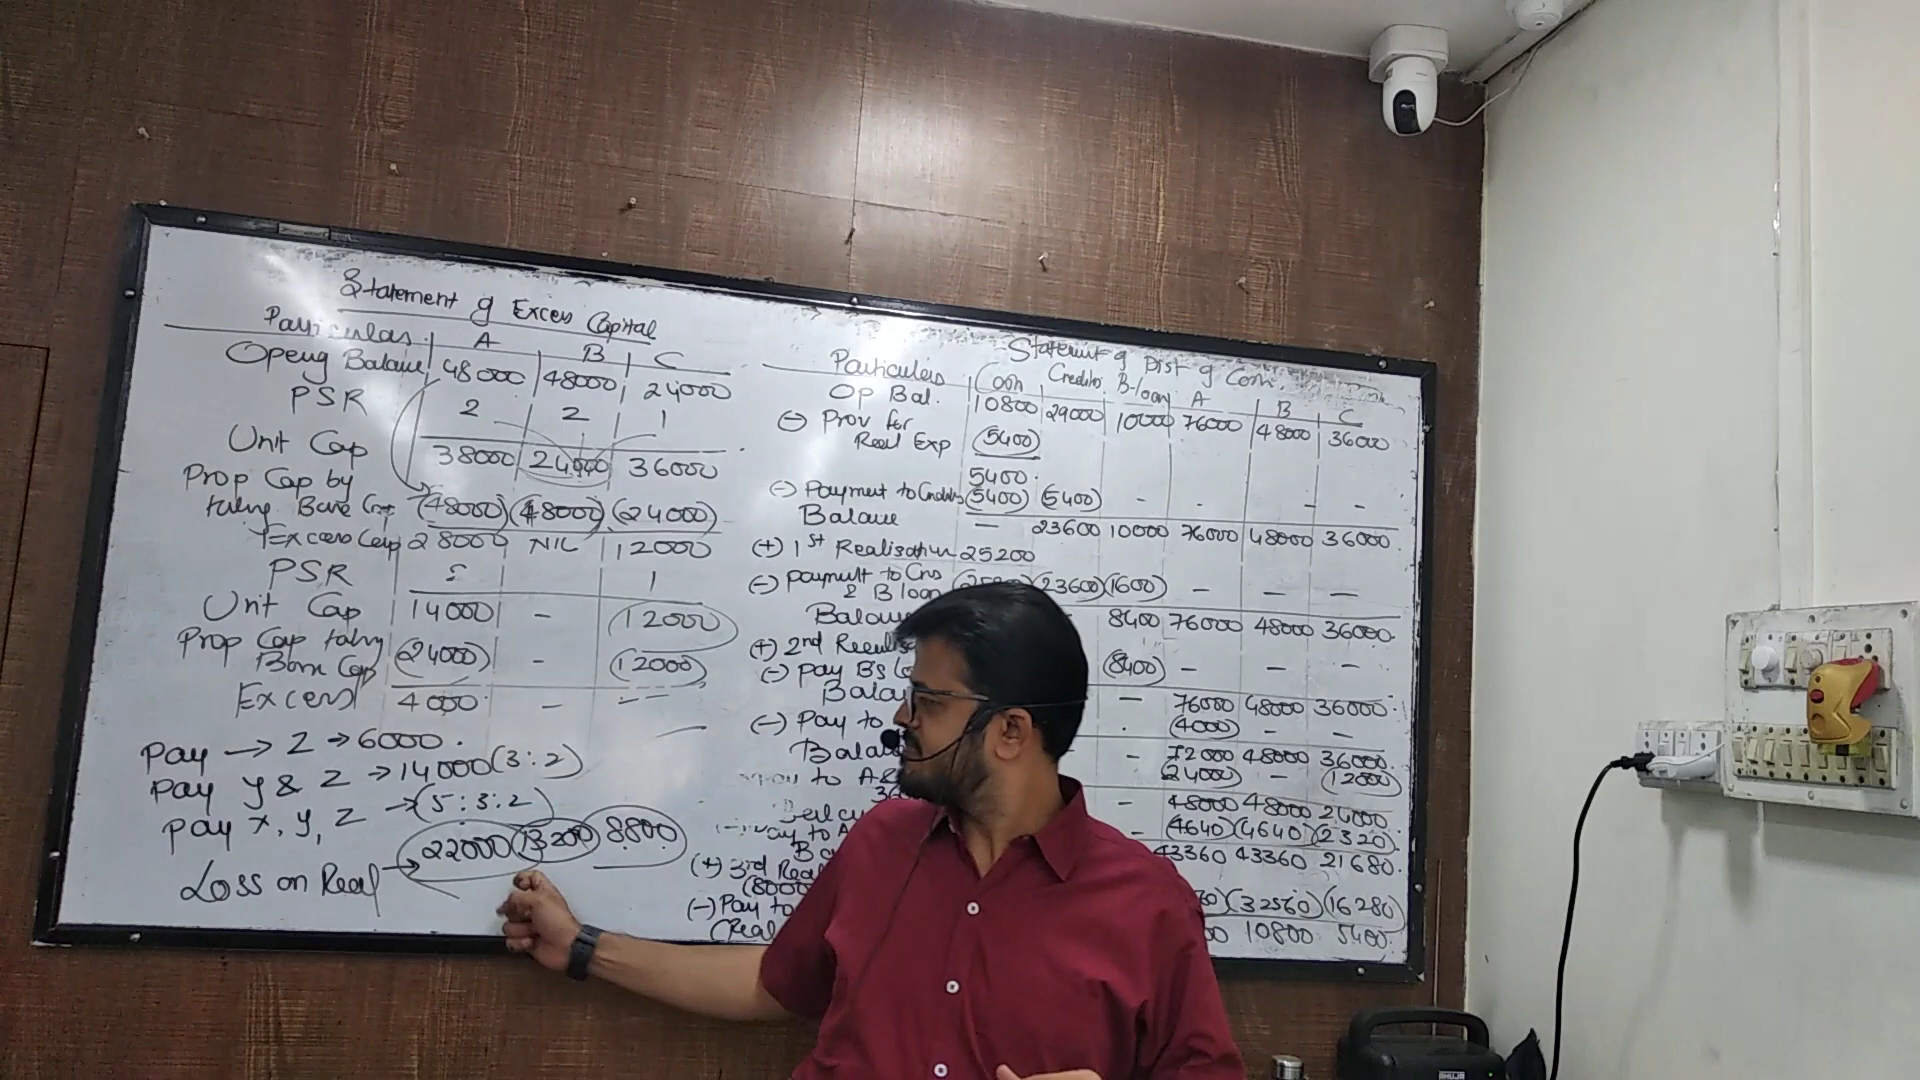 Statement of Excess Capital
Particulars A B C
Openg Balance 48000 48000 24000
PSR 2 2 1
Unit Cap 38000 24000 36000
Prop Cap by
taking Base Cap (48000) (48000) (24000)
Excess Cap 28000 NIL 12000
PSR 2 1
Unit Cap 14000 - 12000
Prop Cap taking
Base Cap (24000) - (12000)
Excess 4000 -
Pay → Z → 6000.
Pay Y & Z → 14000 (3:2)
Pay X, Y, Z → (5:3:2)
22000 13200 8800
Loss on Real
Statement of Dist of Cash
Particulars Cash Creditors B-loan A B C
Op Bal. 10800 29000 10000 76000 48000 36000
(-) Prov for
Real Exp (5400)
5400
(-) Payment to Creditors (5400) (5400) - - - -
Balance - 23600 10000 76000 48000 36000
(+) 1st Realisation 25200
(-) Payment to Crs
& B loan (23600) (1600) - - -
Balance 8400 76000 48000 36000
(+) 2nd
(-) Pay B's (8400) - - -
- 76000 48000 36000
(-) Pay to (4000) - -
- 72000 48000 36000
Pay to (24000) - (12000)
- 48000 48000 24000
Pay to A - (4640) (4640) (2320)
43360 43360 21680
(+) 3rd Real
(-) Pay to (32560) (16280)
(Real 10800 5400
AHUJA